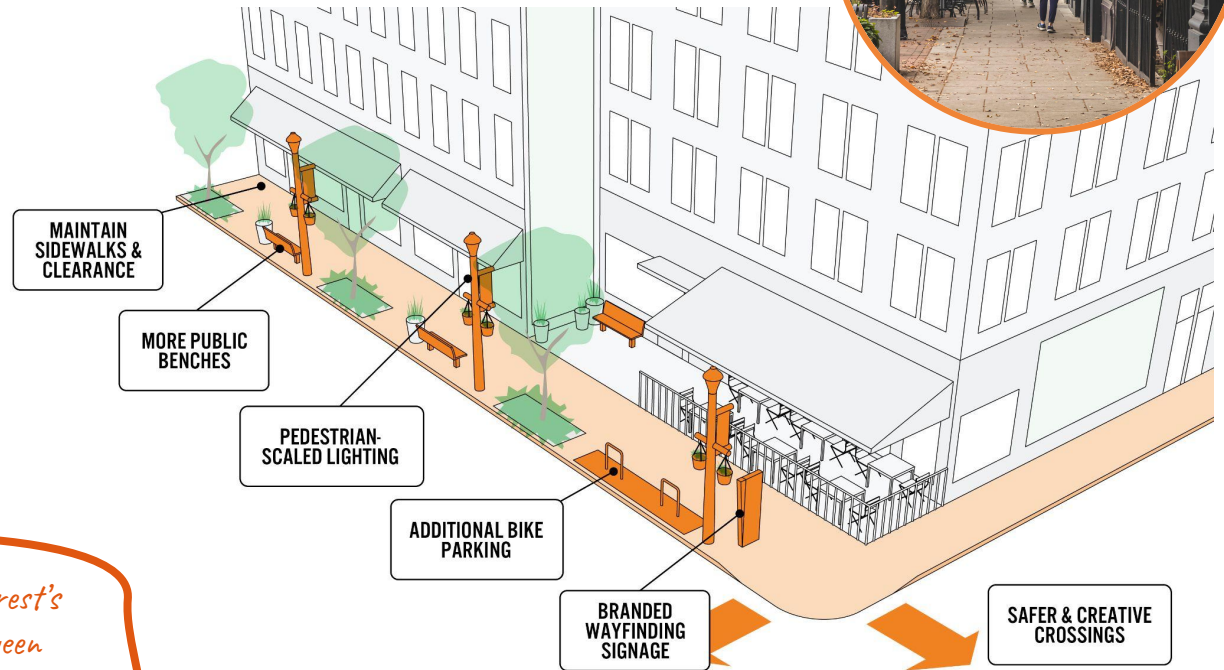 MAINTAIN
SIDEWALKS &
CLEARANCE
MORE PUBLIC
BENCHES
PEDESTRIAN-
SCALED LIGHTING
ADDITIONAL BIKE
PARKING
BRANDED
WAYFINDING
SIGNAGE
SAFER & CREATIVE
CROSSINGS